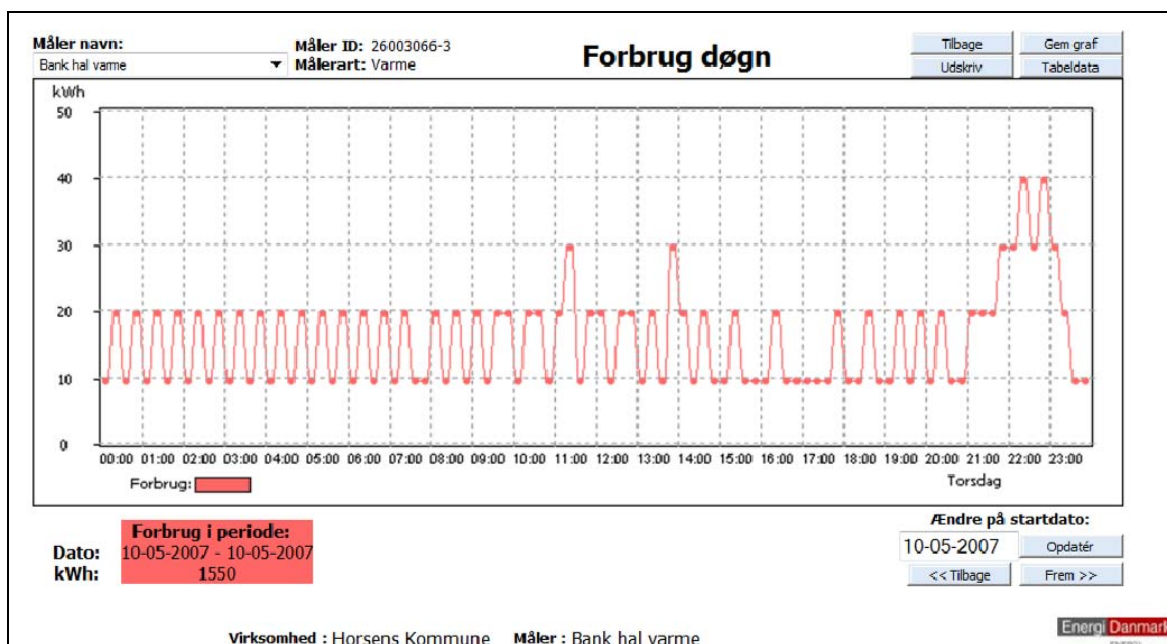 Måler navn:
Bank hal varme
Måler ID: 26003066-3
Målerart: Varme
Forbrug døgn
Tilbage
Gem graf
Udskriv
Tabeldata
kWh
50
40
30
20
10
0
00:00 01:00 02:00 03:00 04:00 05:00 06:00 07:00 08:00 09:00 10:00 11:00 12:00 13:00 14:00 15:00 16:00 17:00 18:00 19:00 20:00 21:00 22:00 23:00
Forbrug:
Torsdag
Forbrug i periode:
Dato: 10-05-2007 - 10-05-2007
kWh: 1550
Ændre på startdato:
10-05-2007
Opdatér
<< Tilbage
Frem >>
Virksomhed : Horsens Kommune Måler : Bank hal varme
Energi Danmark